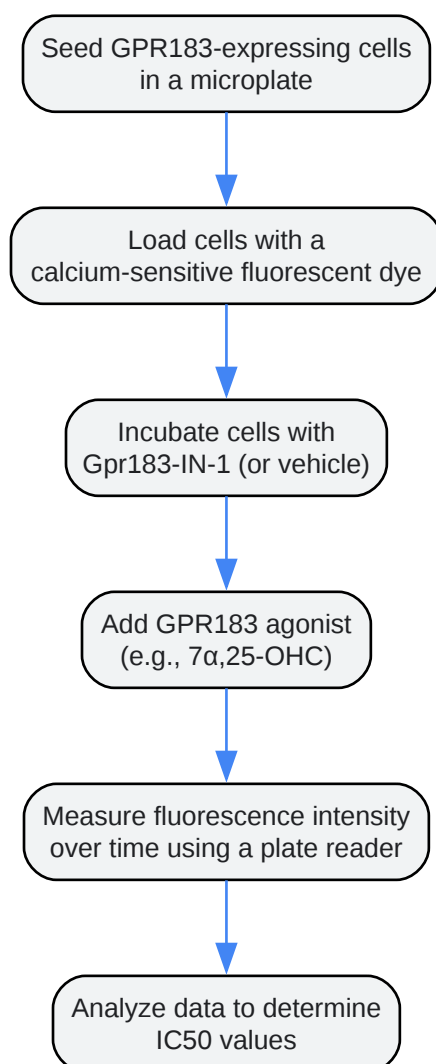 Seed GPR183-expressing cells
in a microplate
Load cells with a
calcium-sensitive fluorescent dye
Incubate cells with
Gpr183-IN-1 (or vehicle)
Add GPR183 agonist
(e.g., 7α,25-OHC)
Measure fluorescence intensity
over time using a plate reader
Analyze data to determine
IC50 values